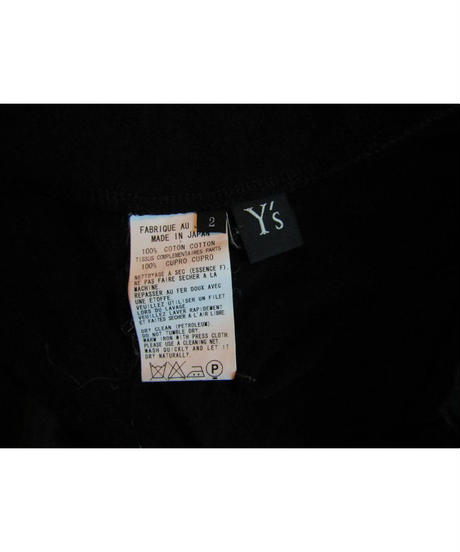 FABRIQUE AU
MADE IN JAPAN
2
Y's
100% COTON COTTON
TISSUS COMPLEMENTAIRES PARTS
100% CUPRO CUPRO
NETTOYAGE A SEC (ESSENCE F).
NE PAS FAIRE SECHER A LA
MACHINE
REPASSER AU FER DOUX AVEC
UNE ETOFFE
VEUILLEZ UTILISER UN FILET
LORS DU LAVAGE
VEUILLEZ LAVER RAPIDEMENT
ET FAITES SECHER A L'AIR LIBRE
DRY CLEAN (PETROLEUM).
DO NOT TUMBLE DRY.
WARM IRON WITH PRESS CLOTH
PLEASE USE A CLEANING NET.
WASH QUICKLY AND LET IT
DRY NATURALLY.
P